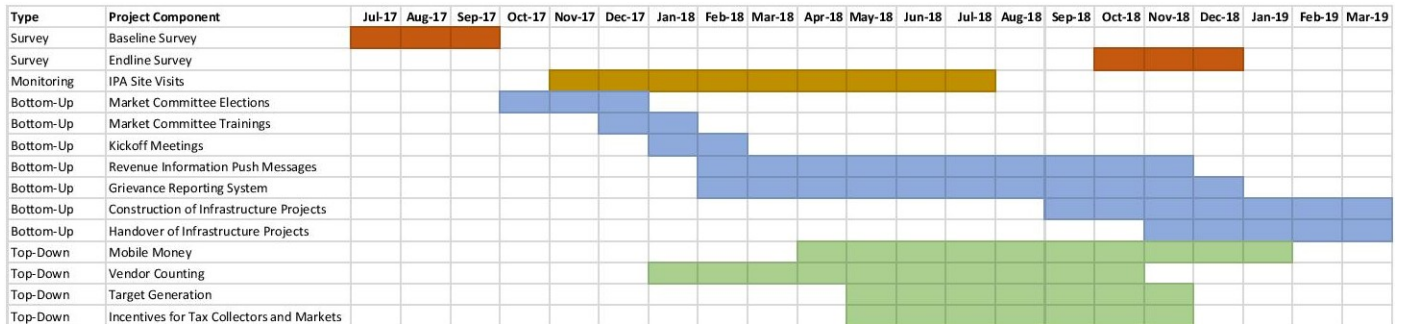 Type Project Component Jul-17 Aug-17 Sep-17 Oct-17 Nov-17 Dec-17 Jan-18 Feb-18 Mar-18 Apr-18 May-18 Jun-18 Jul-18 Aug-18 Sep-18 Oct-18 Nov-18 Dec-18 Jan-19 Feb-19 Mar-19
Survey Baseline Survey
Survey Endline Survey
Monitoring IPA Site Visits
Bottom-Up Market Committee Elections
Bottom-Up Market Committee Trainings
Bottom-Up Kickoff Meetings
Bottom-Up Revenue Information Push Messages
Bottom-Up Grievance Reporting System
Bottom-Up Construction of Infrastructure Projects
Bottom-Up Handover of Infrastructure Projects
Top-Down Mobile Money
Top-Down Vendor Counting
Top-Down Target Generation
Top-Down Incentives for Tax Collectors and Markets